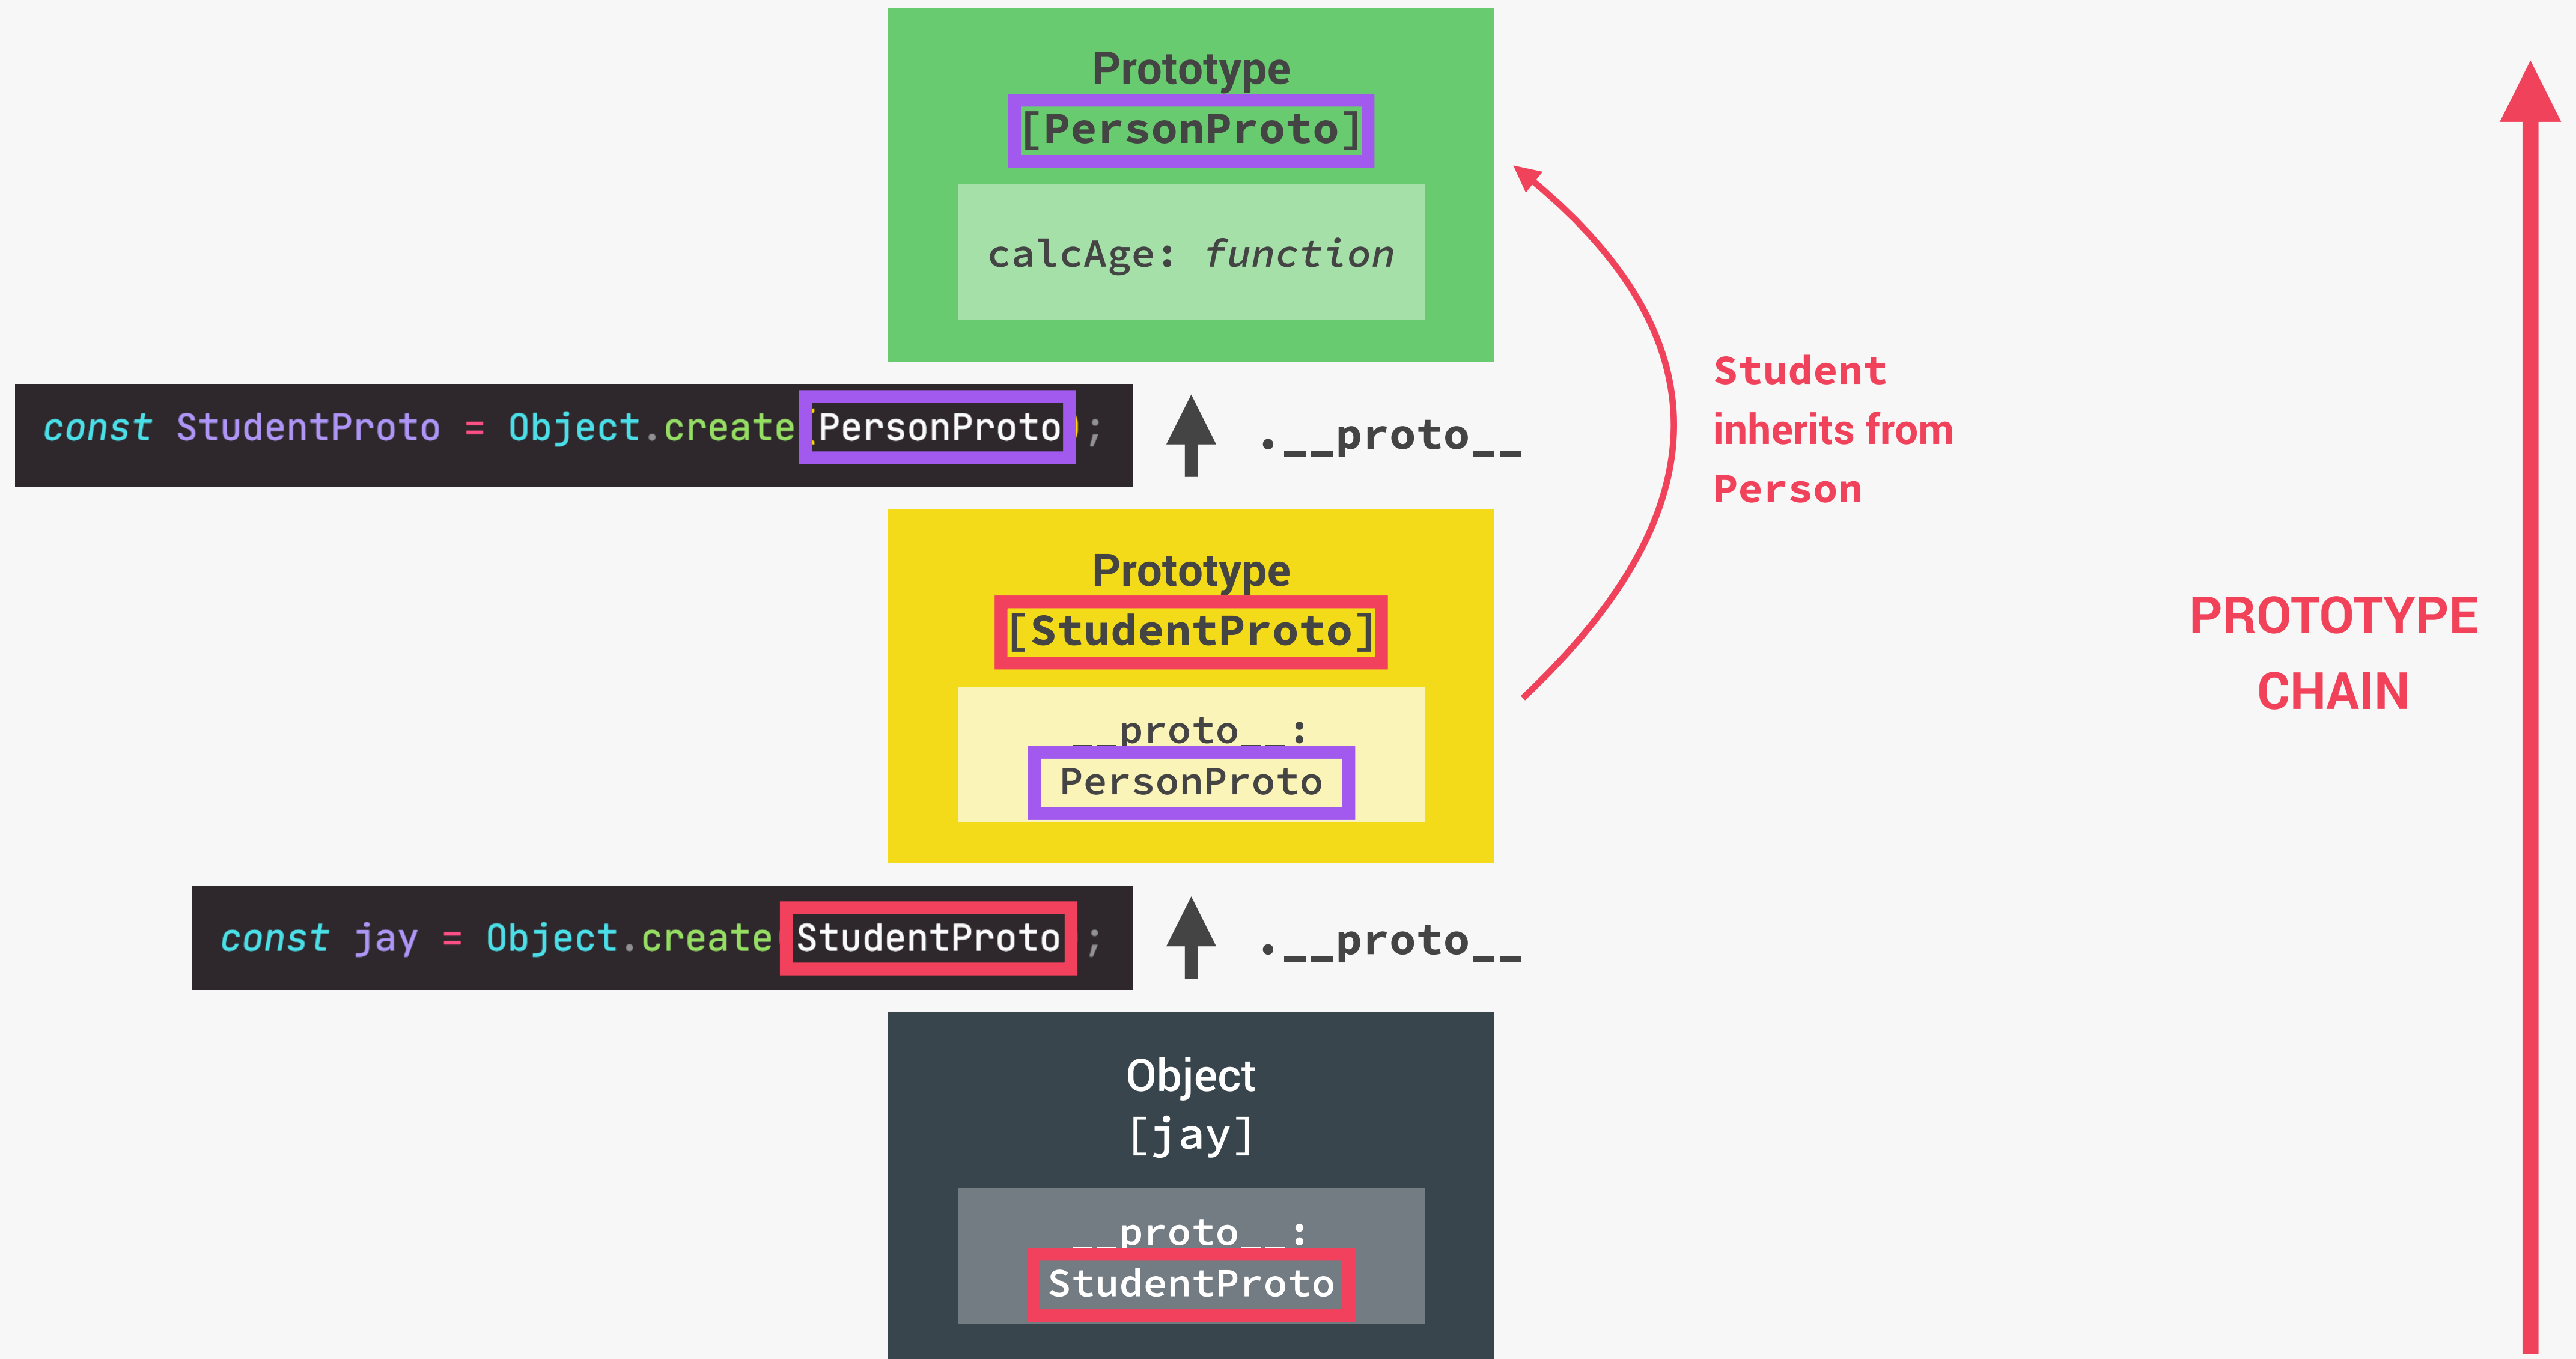 Prototype
[PersonProto]
calcAge: function
const StudentProto = Object.create(PersonProto);
.__proto__
Student
inherits from
Person
Prototype
[StudentProto]
__proto__:
PersonProto
PROTOTYPE
CHAIN
const jay = Object.create(StudentProto ;
.__proto__
Object
[jay]
__proto__:
StudentProto